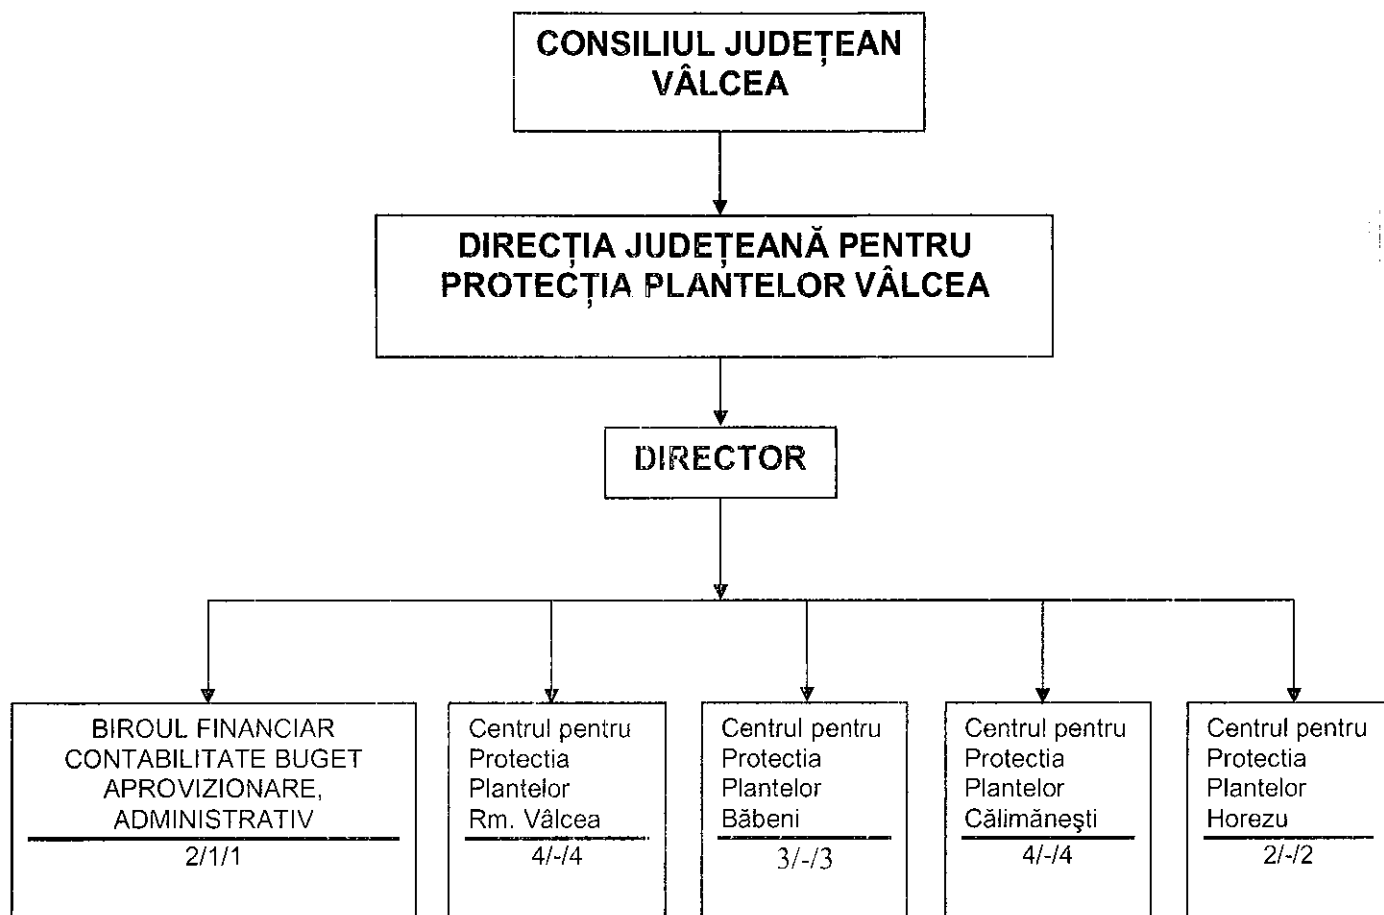 CONSILIUL JUDEȚEAN
VÂLCEA
DIRECȚIA JUDEȚEANĂ PENTRU
PROTECȚIA PLANTELOR VÂLCEA
DIRECTOR
BIROUL FINANCIAR
CONTABILITATE BUGET
APROVIZIONARE,
ADMINISTRATIV
2/1/1
Centrul pentru
Protectia
Plantelor
Rm. Vâlcea
4/-/4
Centrul pentru
Protectia
Plantelor
Băbeni
3/-/3
Centrul pentru
Protectia
Plantelor
Călimăneşti
4/-/4
Centrul pentru
Protectia
Plantelor
Horezu
2/-/2